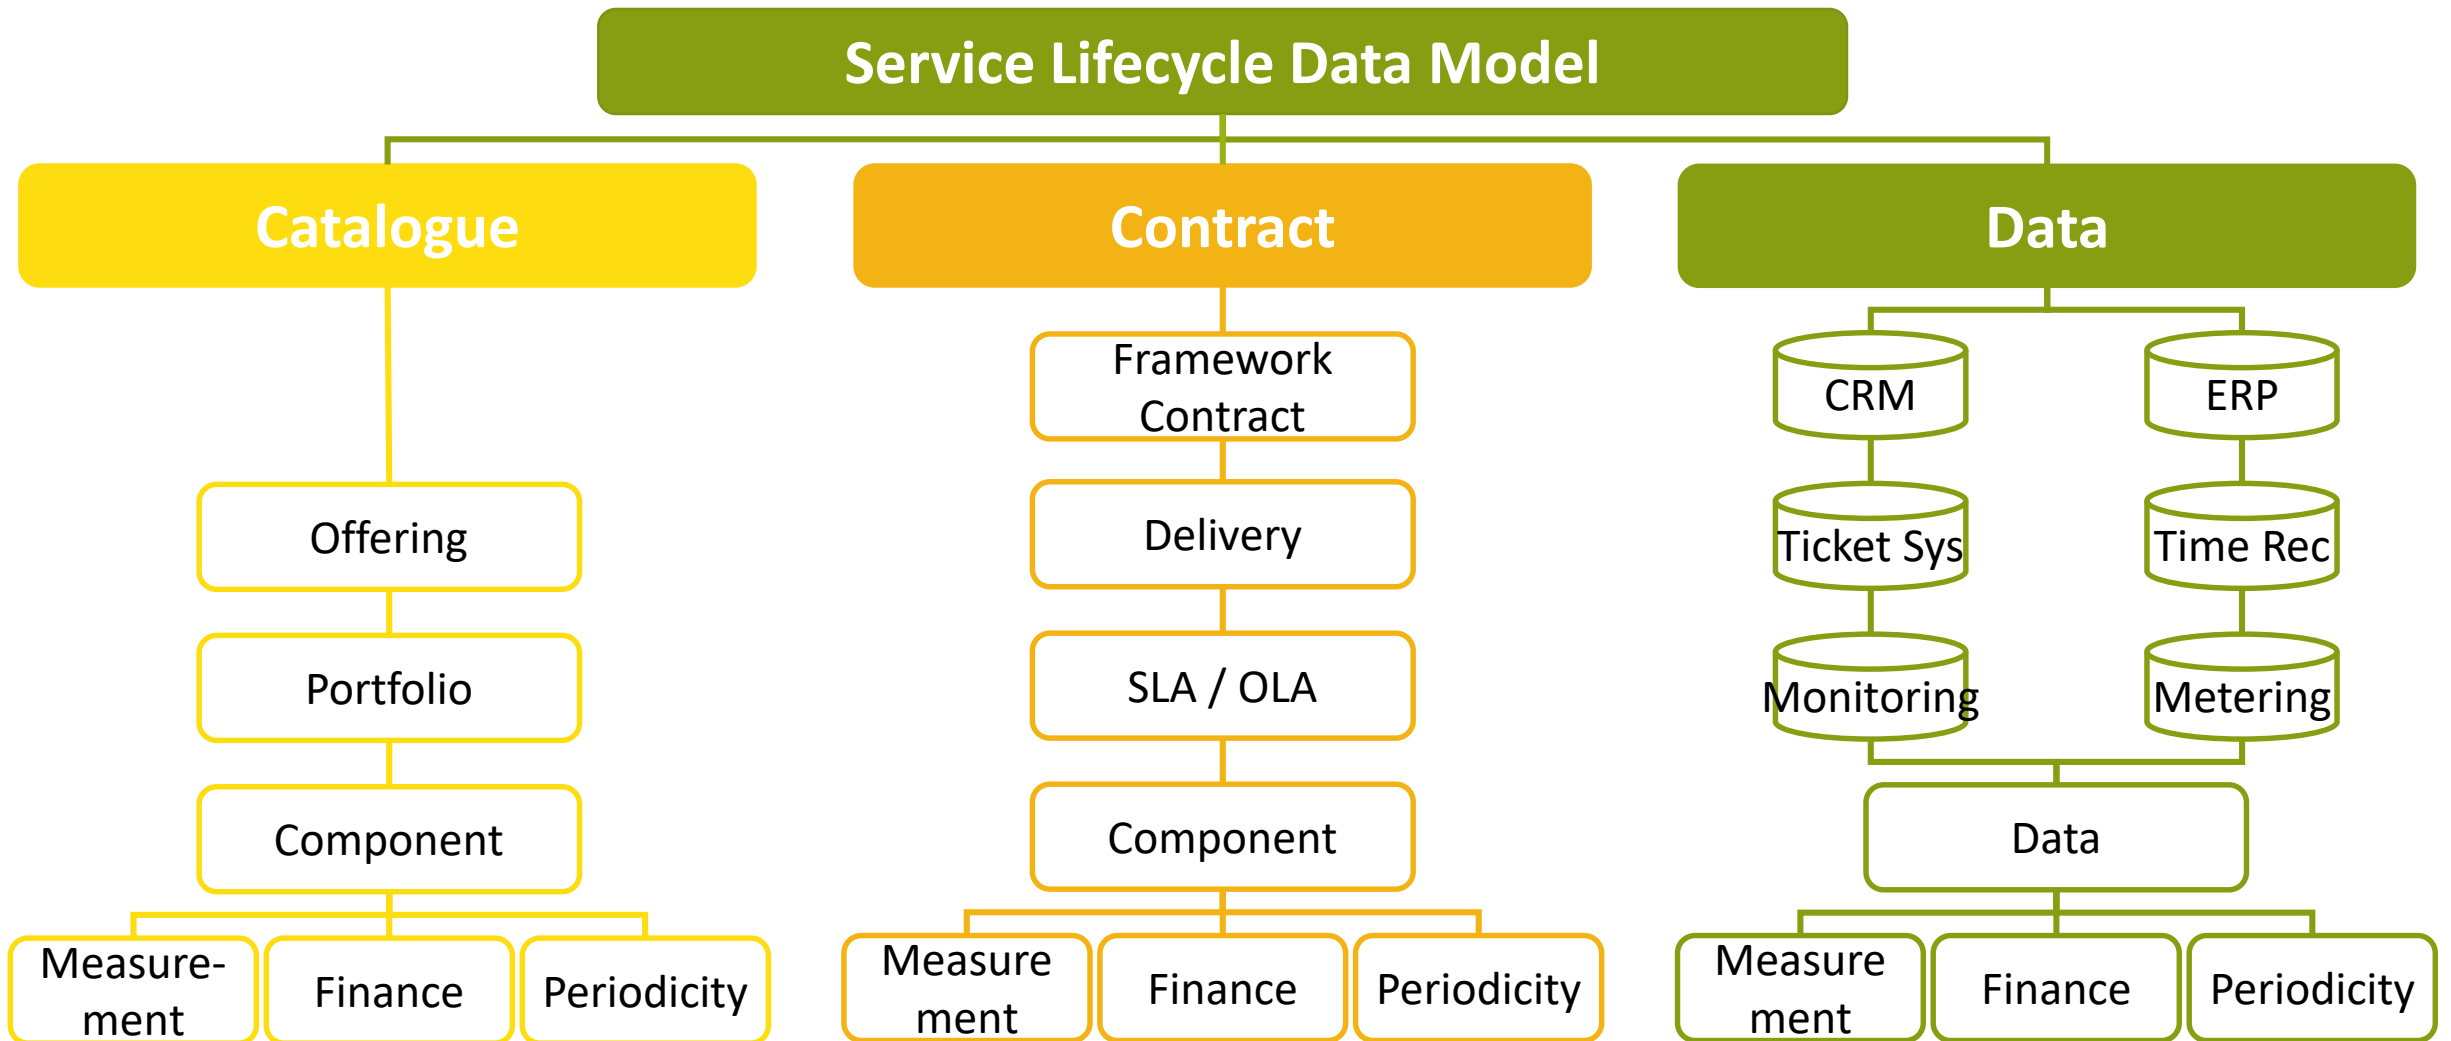 Service Lifecycle Data Model
Catalogue
Contract
Data
Framework
Contract
CRM
ERP
Offering
Delivery
Ticket Sys
Time Rec
Portfolio
SLA / OLA
Monitoring
Metering
Component
Component
Data
Measure-
ment
Finance
Periodicity
Measure
ment
Finance
Periodicity
Measure
ment
Finance
Periodicity